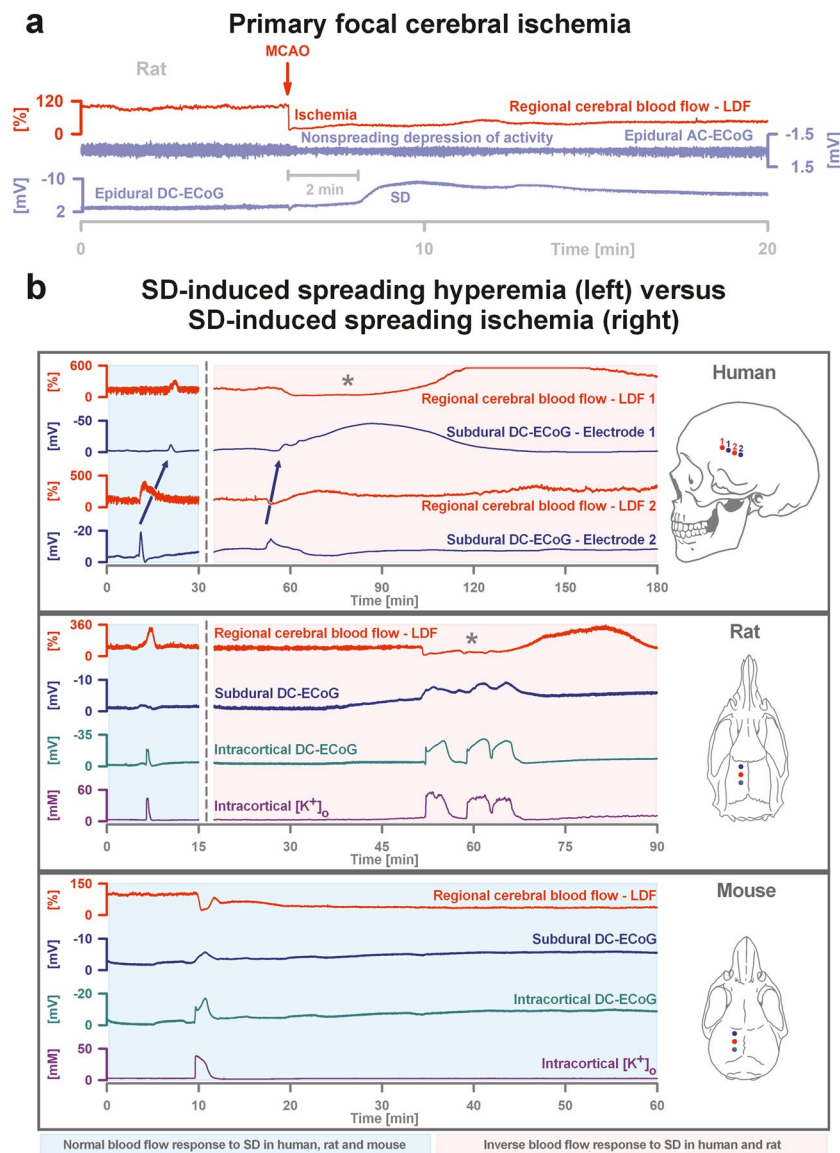 a
Primary focal cerebral ischemia
MCAO
Rat
120
[%]
0
Ischemia
Regional cerebral blood flow - LDF
Nonspreading depression of activity
Epidural AC-ECoG
-1.5
[mV]
1.5
-10
[mV]
2
Epidural DC-ECoG
2 min
SD
0
10
Time [min]
20
b
SD-induced spreading hyperemia (left) versus
SD-induced spreading ischemia (right)
Human
600
[%]
0
*
Regional cerebral blood flow - LDF 1
-50
[mV]
0
Subdural DC-ECoG - Electrode 1
1 1 2 2
500
[%]
0
Regional cerebral blood flow - LDF 2
-20
[mV]
0
Subdural DC-ECoG - Electrode 2
0 30 60 90 120 150 180
Time [min]
Rat
360
[%]
0
Regional cerebral blood flow - LDF
*
-10
[mV]
0
Subdural DC-ECoG
-35
[mV]
0
Intracortical DC-ECoG
60
[mM]
0
Intracortical [K+]o
0 15 30 45 60 75 90
Time [min]
Mouse
150
[%]
0
Regional cerebral blood flow - LDF
-10
[mV]
0
Subdural DC-ECoG
-20
[mV]
0
Intracortical DC-ECoG
50
[mM]
0
Intracortical [K+]o
0 10 20 30 40 50 60
Time [min]
Normal blood flow response to SD in human, rat and mouse
Inverse blood flow response to SD in human and rat